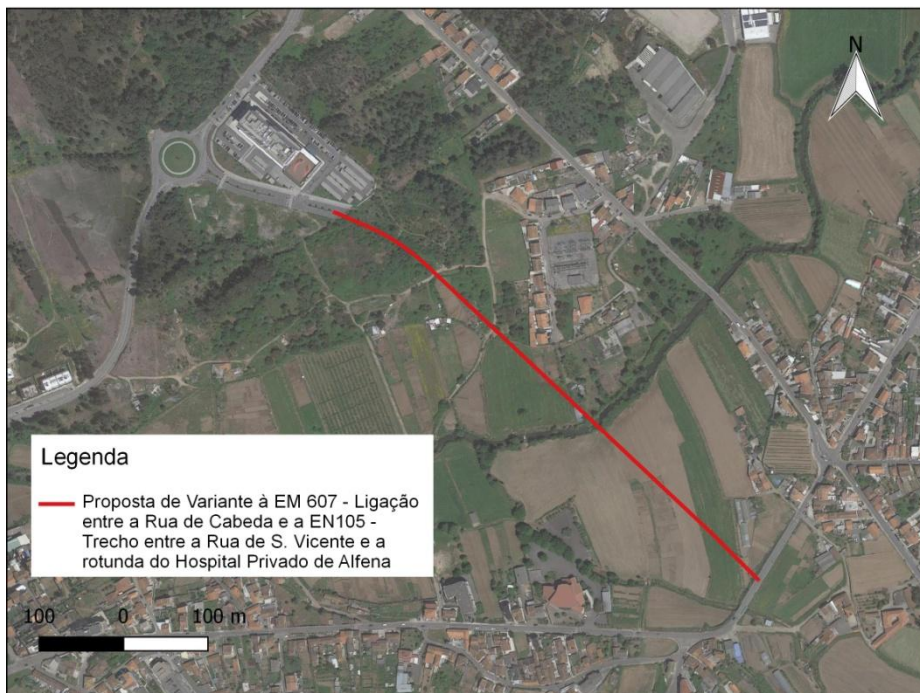 N
Legenda
Proposta de Variante à EM 607 - Ligação
entre a Rua de Cabeda e a EN105 -
Trecho entre a Rua de S. Vicente e a
rotunda do Hospital Privado de Alfena
100 0 100 m